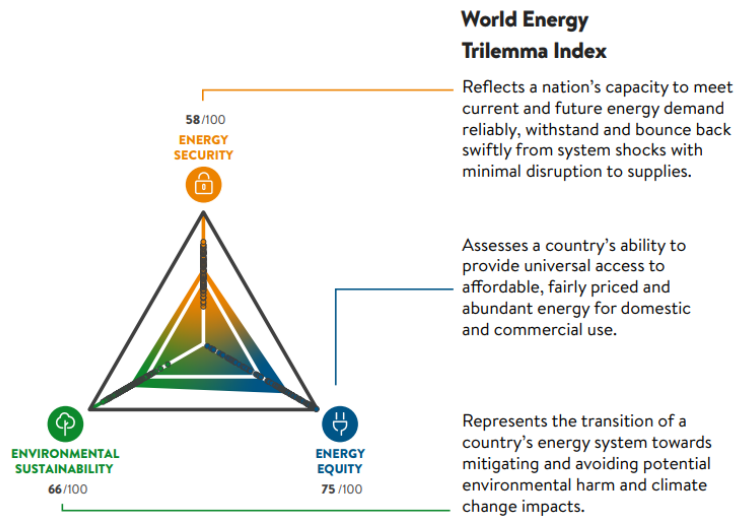 World Energy
Trilemma Index
Reflects a nation's capacity to meet
current and future energy demand
reliably, withstand and bounce back
swiftly from system shocks with
minimal disruption to supplies.
58/100
ENERGY
SECURITY
Assesses a country's ability to
provide universal access to
affordable, fairly priced and
abundant energy for domestic
and commercial use.
ENVIRONMENTAL
SUSTAINABILITY
66/100
ENERGY
EQUITY
75/100
Represents the transition of a
country's energy system towards
mitigating and avoiding potential
environmental harm and climate
change impacts.